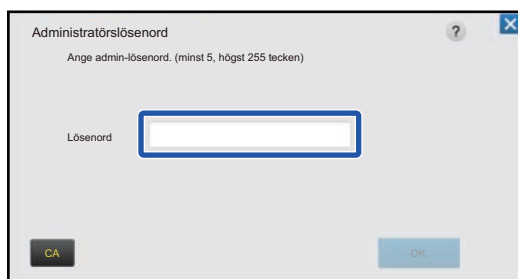 Administratörslösenord
?
Ange admin-lösenord. (minst 5, högst 255 tecken)
Lösenord
CA
OK